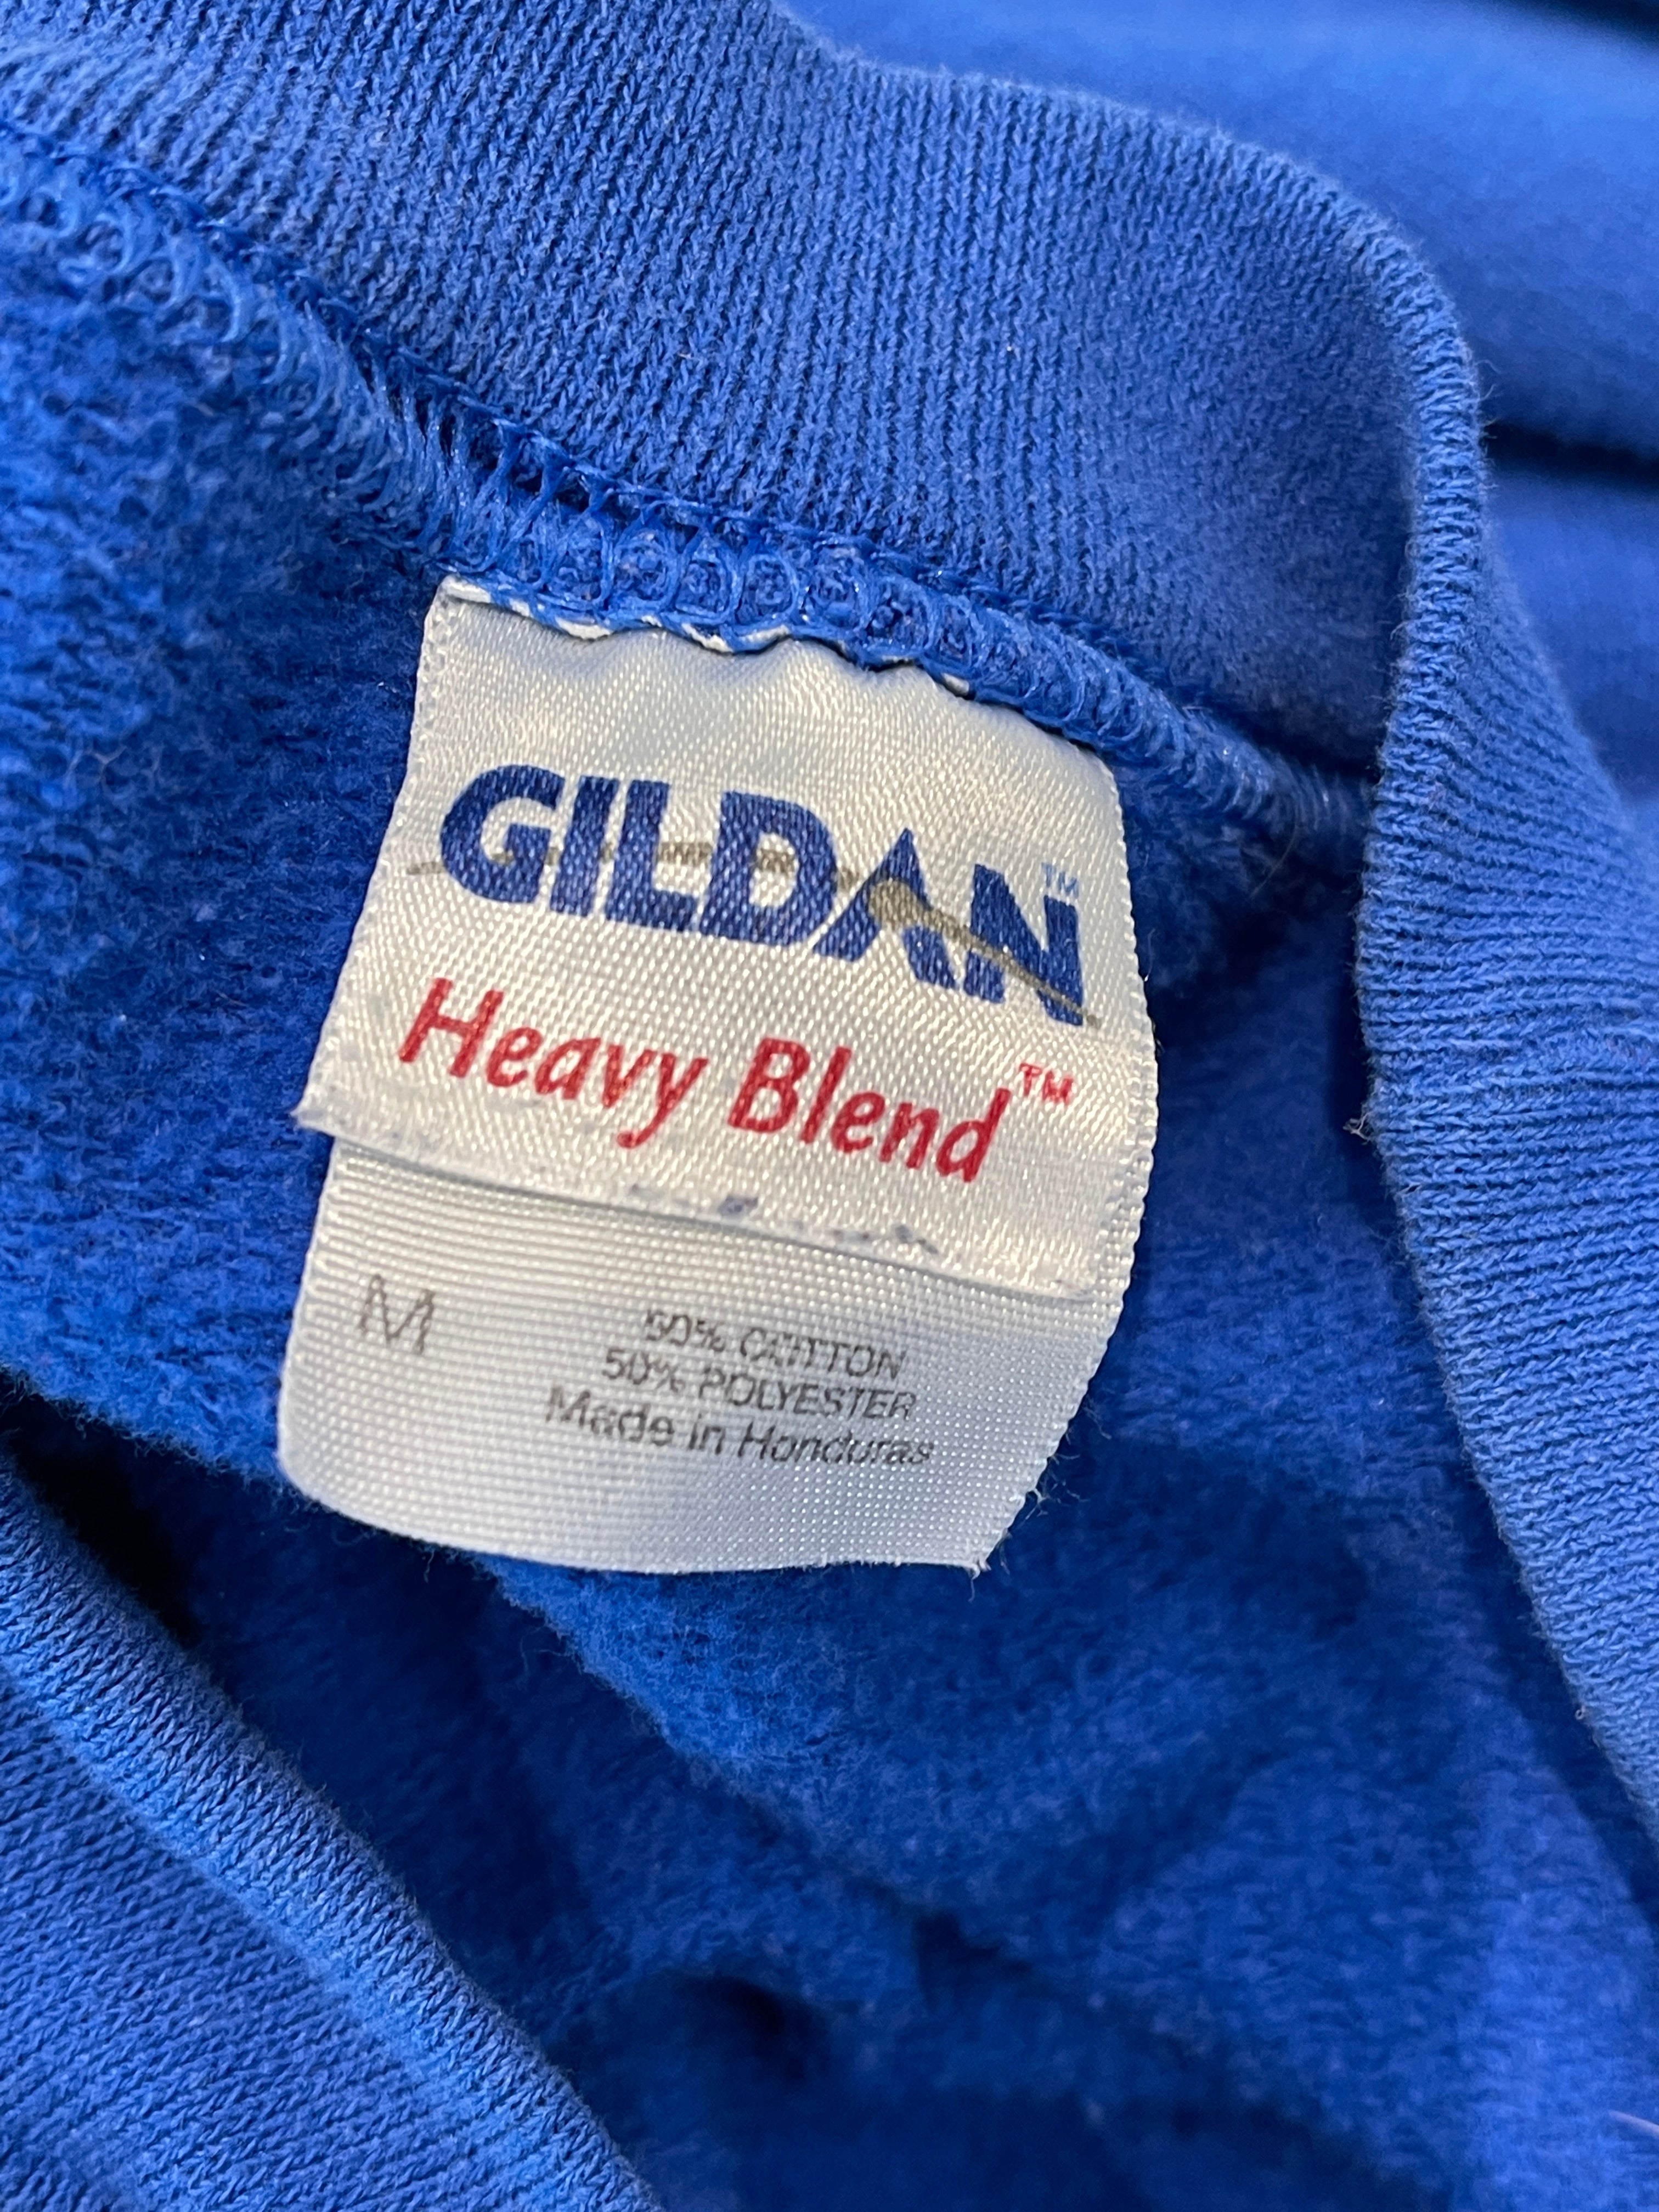 GILDAN™
Heavy Blend™
M
50% COTTON
50% POLYESTER
Made in Honduras